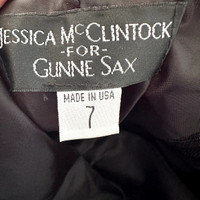 JESSICA McCLINTOCK
-FOR-
GUNNE SAX
MADE IN USA
7